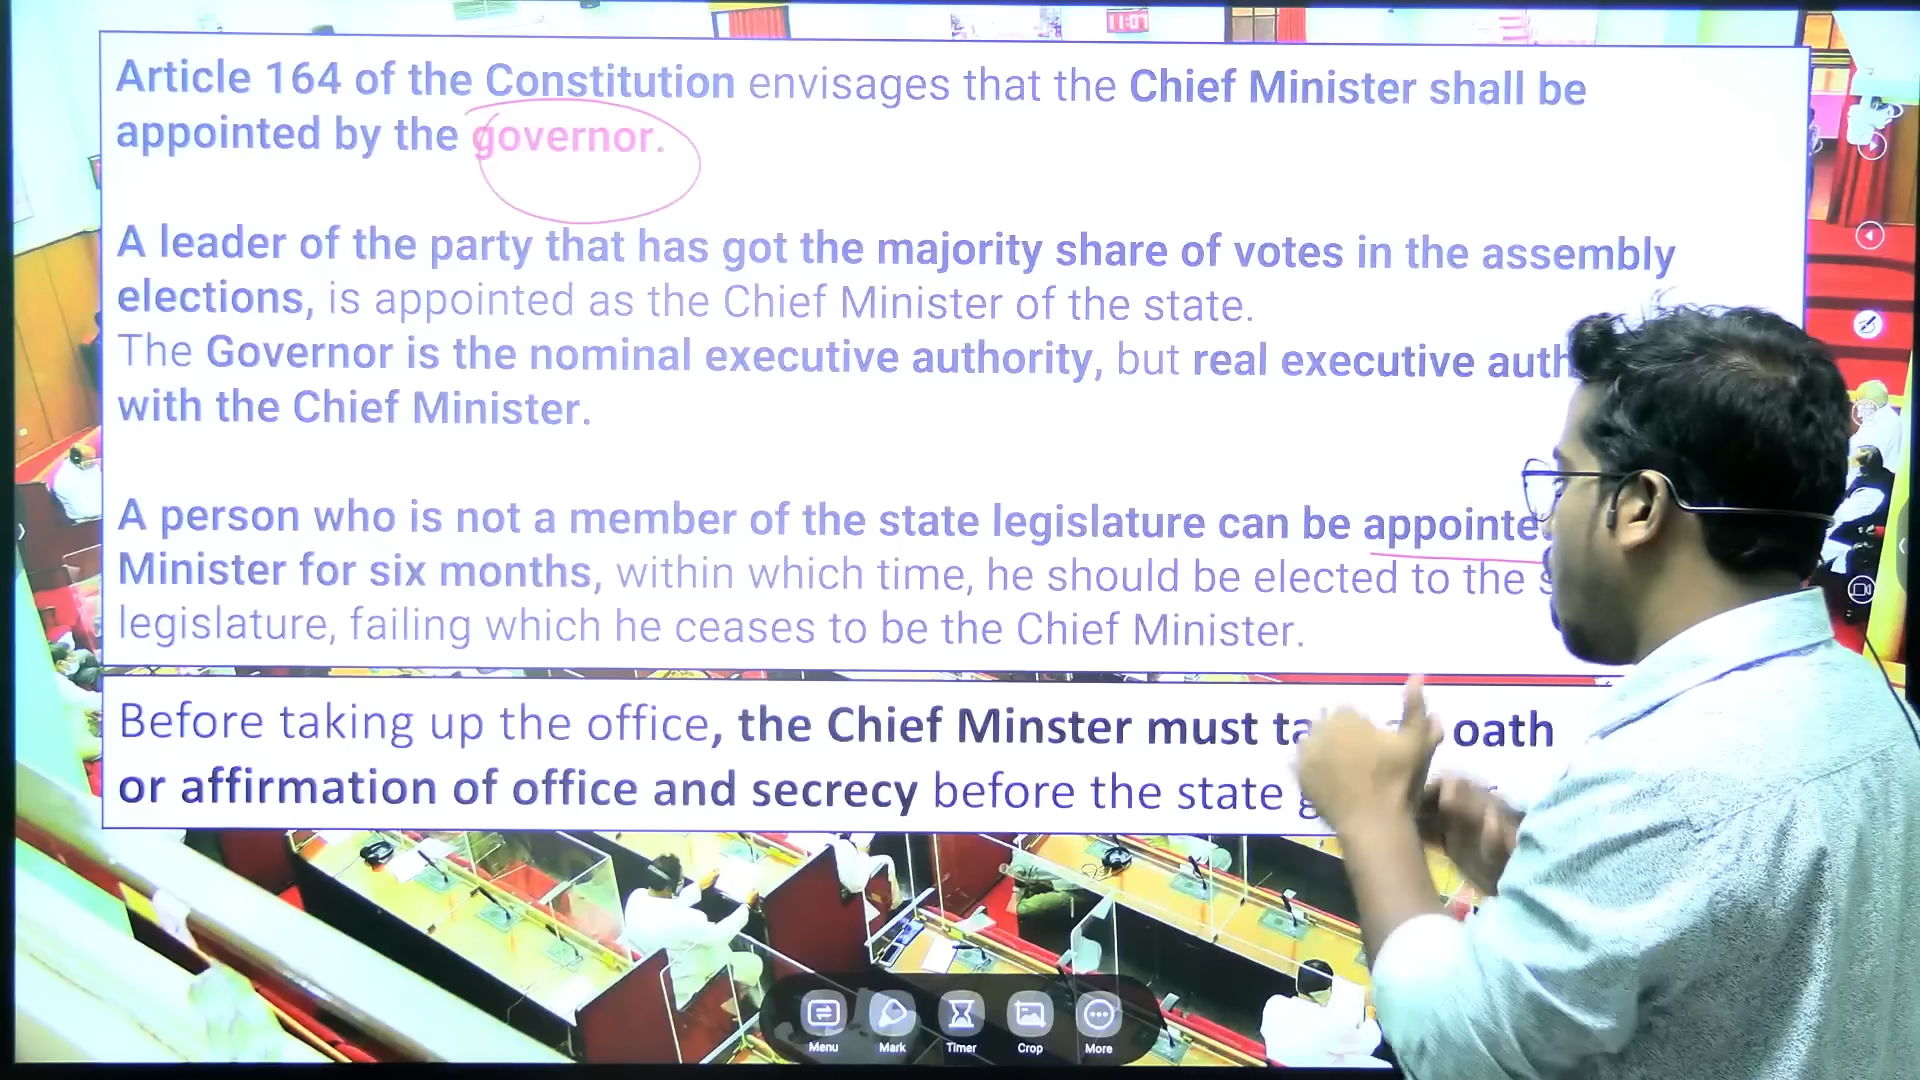 11:07
Article 164 of the Constitution envisages that the Chief Minister shall be
appointed by the governor.
A leader of the party that has got the majority share of votes in the assembly
elections, is appointed as the Chief Minister of the state.
The Governor is the nominal executive authority, but real executive auth
with the Chief Minister.
A person who is not a member of the state legislature can be appointe
Minister for six months, within which time, he should be elected to the s
legislature, failing which he ceases to be the Chief Minister.
Before taking up the office, the Chief Minster must ta oath
or affirmation of office and secrecy before the state g
Menu Mark Timer Crop More